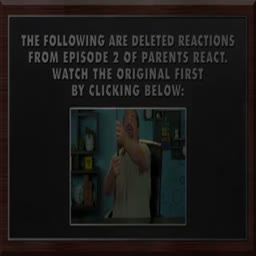 THE FOLLOWING ARE DELETED REACTIONS
FROM EPISODE 2 OF PARENTS REACT.
WATCH THE ORIGINAL FIRST
BY CLICKING BELOW: